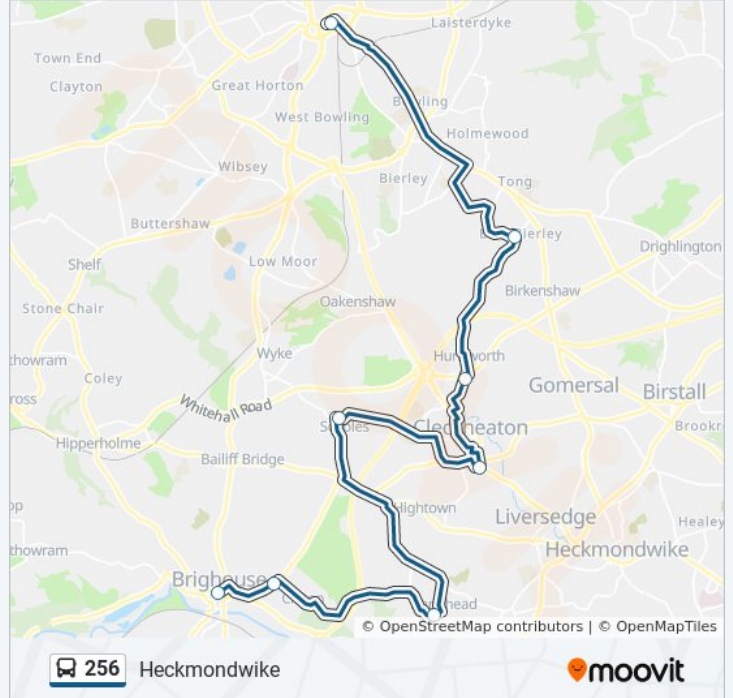 Laisterdyke
Town End
Clayton
Great Horton
West Bowling
Holmewood
Wibsey
Bierley
Tong
Buttershaw
Drighlington
Shelf
Low Moor
Birkenshaw
Stone Chair
Oakenshaw
Wyke
Coley
Gomersal
Birstall
Whitehall Road
Hipperholme
Bailiff Bridge
Hightown
Liversedge
Heckmondwike
Healey
Brighouse
© OpenStreetMap contributors | © OpenMapTiles
256 Heckmondwike
moovit